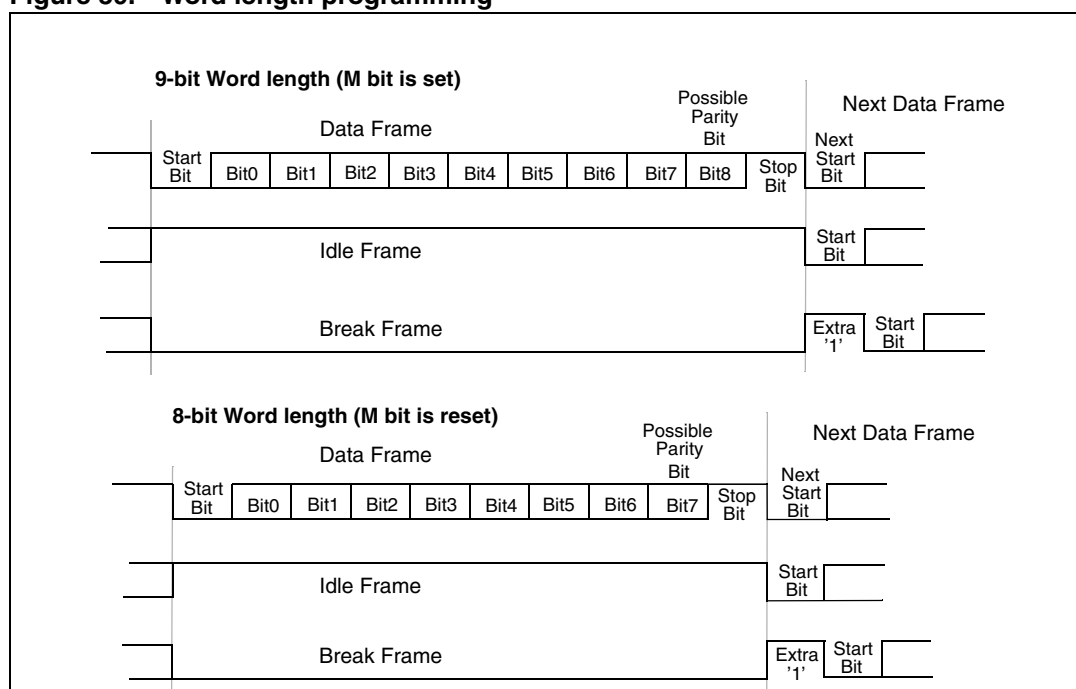 Figure Word length programming
9-bit Word length (M bit is set)
Data Frame
Possible
Parity
Bit
Next Data Frame
Start
Bit
Bit0
Bit1
Bit2
Bit3
Bit4
Bit5
Bit6
Bit7
Bit8
Stop
Bit
Next
Start
Bit
Idle Frame
Start
Bit
Break Frame
Extra
'1'
Start
Bit
8-bit Word length (M bit is reset)
Data Frame
Possible
Parity
Bit
Next Data Frame
Start
Bit
Bit0
Bit1
Bit2
Bit3
Bit4
Bit5
Bit6
Bit7
Stop
Bit
Next
Start
Bit
Idle Frame
Start
Bit
Break Frame
Extra
'1'
Start
Bit